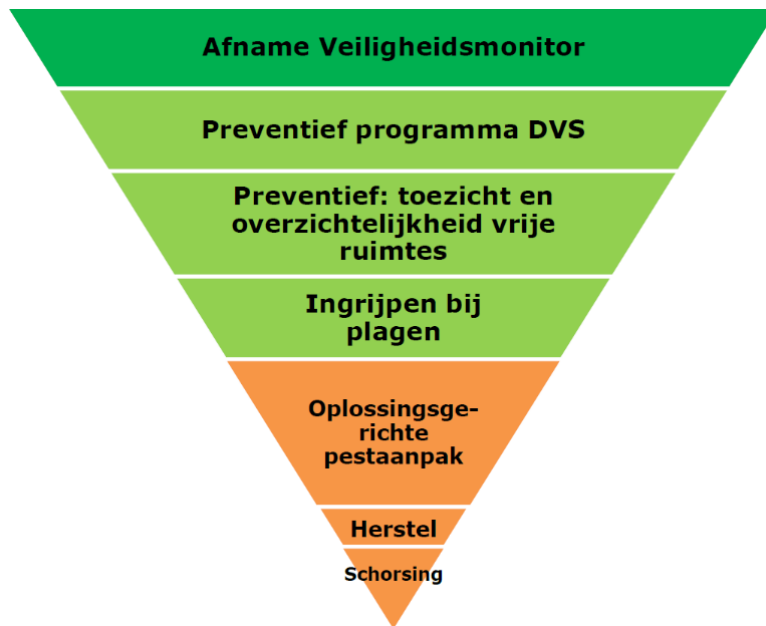 Afname Veiligheidsmonitor
Preventief programma DVS
Preventief: toezicht en
overzichtelijkheid vrije
ruimtes
Ingrijpen bij
plagen
Oplossingsge-
richte
pestaanpak
Herstel
Schorsing